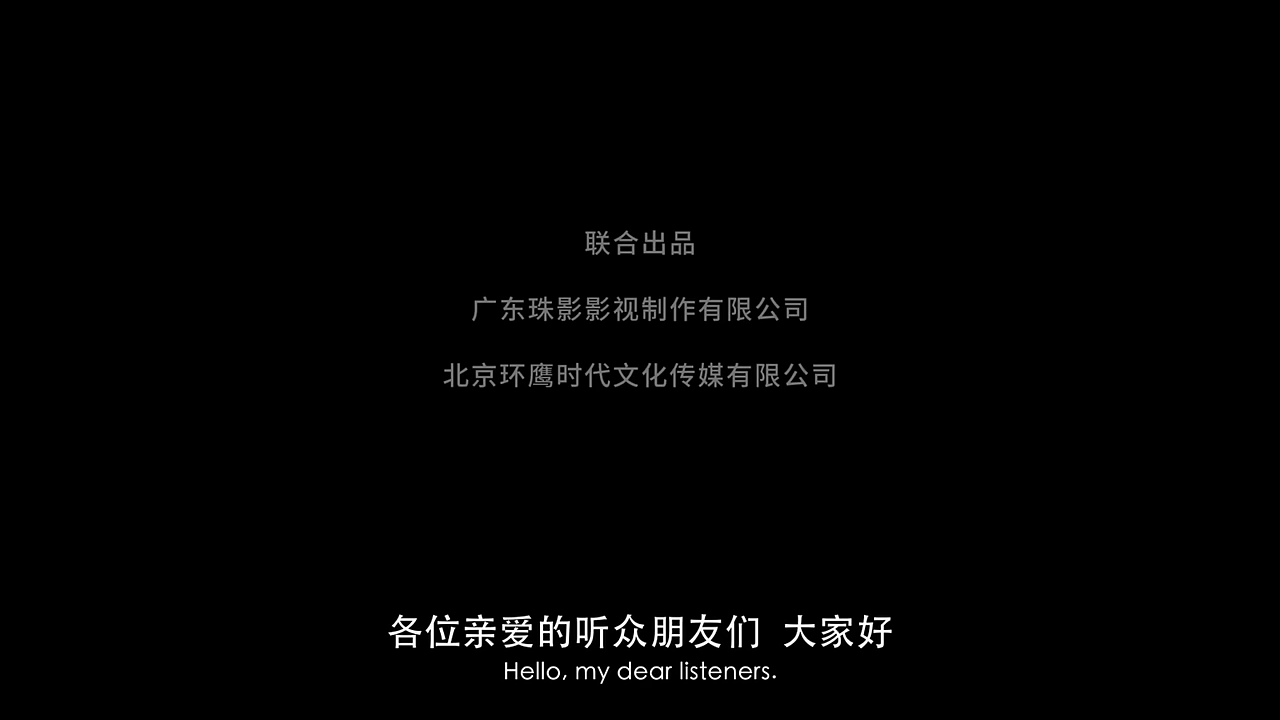 联合出品
广东珠影影视制作有限公司
北京环鹰时代文化传媒有限公司
各位亲爱的听众朋友们 大家好
Hello, my dear listeners.